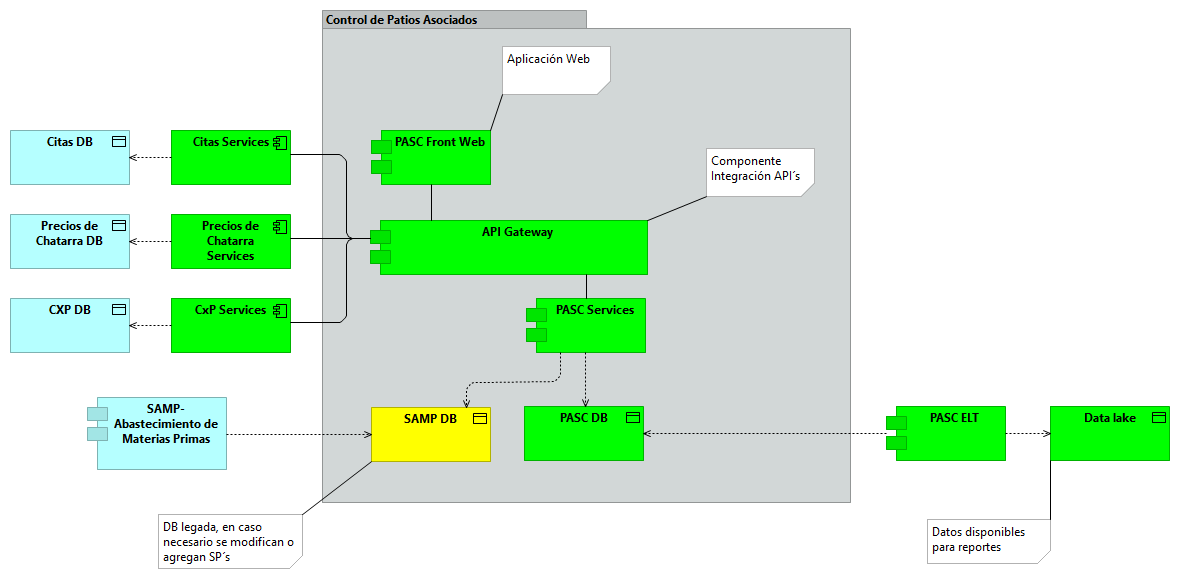 Control de Patios Asociados
Aplicación Web
Citas DB
Citas Services
PASC Front Web
Componente
Integración API´s
Precios de
Chatarra DB
Precios de
Chatarra
Services
API Gateway
CXP DB
CxP Services
PASC Services
SAMP-
Abastecimiento de
Materias Primas
SAMP DB
PASC DB
PASC ELT
Data lake
DB legada, en caso
necesario se modifican o
agregan SP´s
Datos disponibles
para reportes